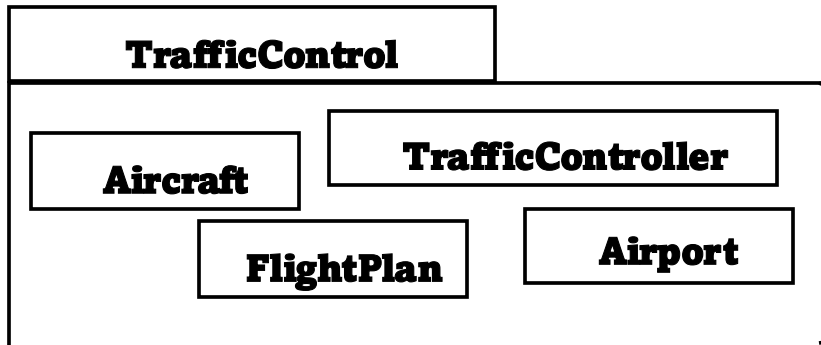 TrafficControl
TrafficController
Aircraft
Airport
FlightPlan